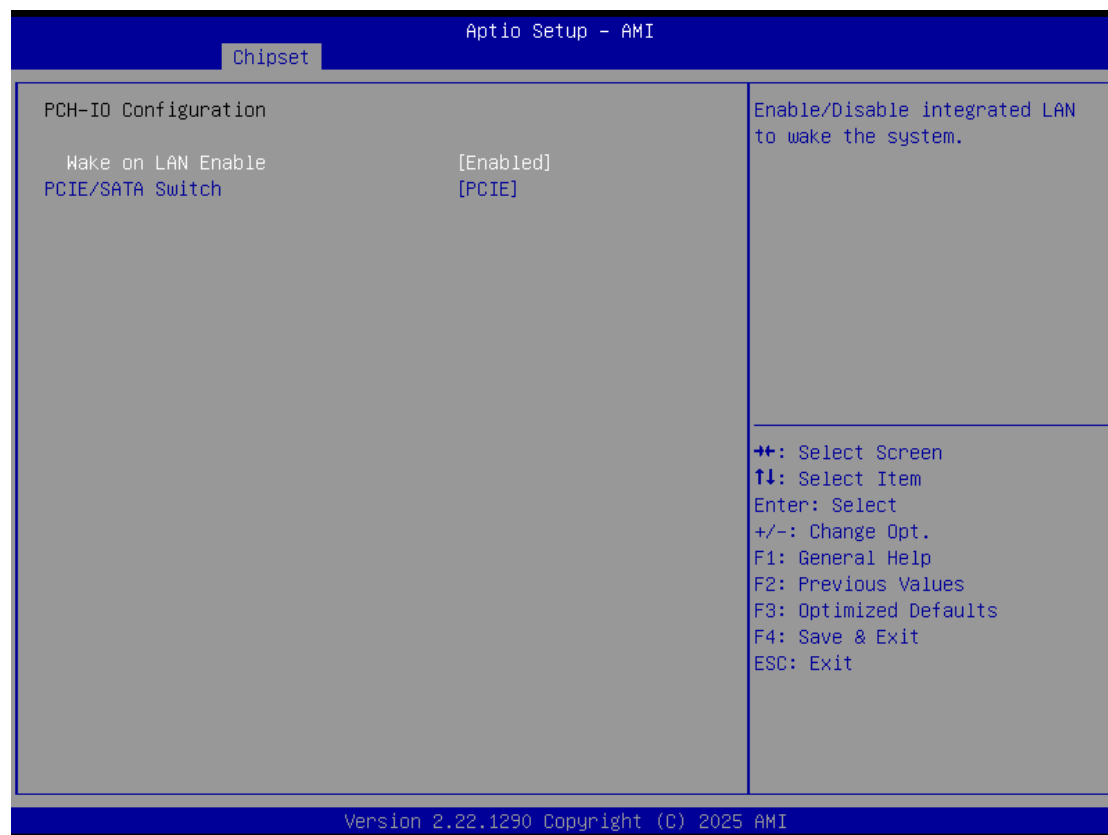 Aptio Setup – AMI
Chipset
PCH-IO Configuration
Wake on LAN Enable [Enabled]
PCIE/SATA Switch [PCIE]
Enable/Disable integrated LAN
to wake the system.
→←: Select Screen
↑↓: Select Item
Enter: Select
+/-: Change Opt.
F1: General Help
F2: Previous Values
F3: Optimized Defaults
F4: Save & Exit
ESC: Exit
Version 2.22.1290 Copyright (C) 2025 AMI